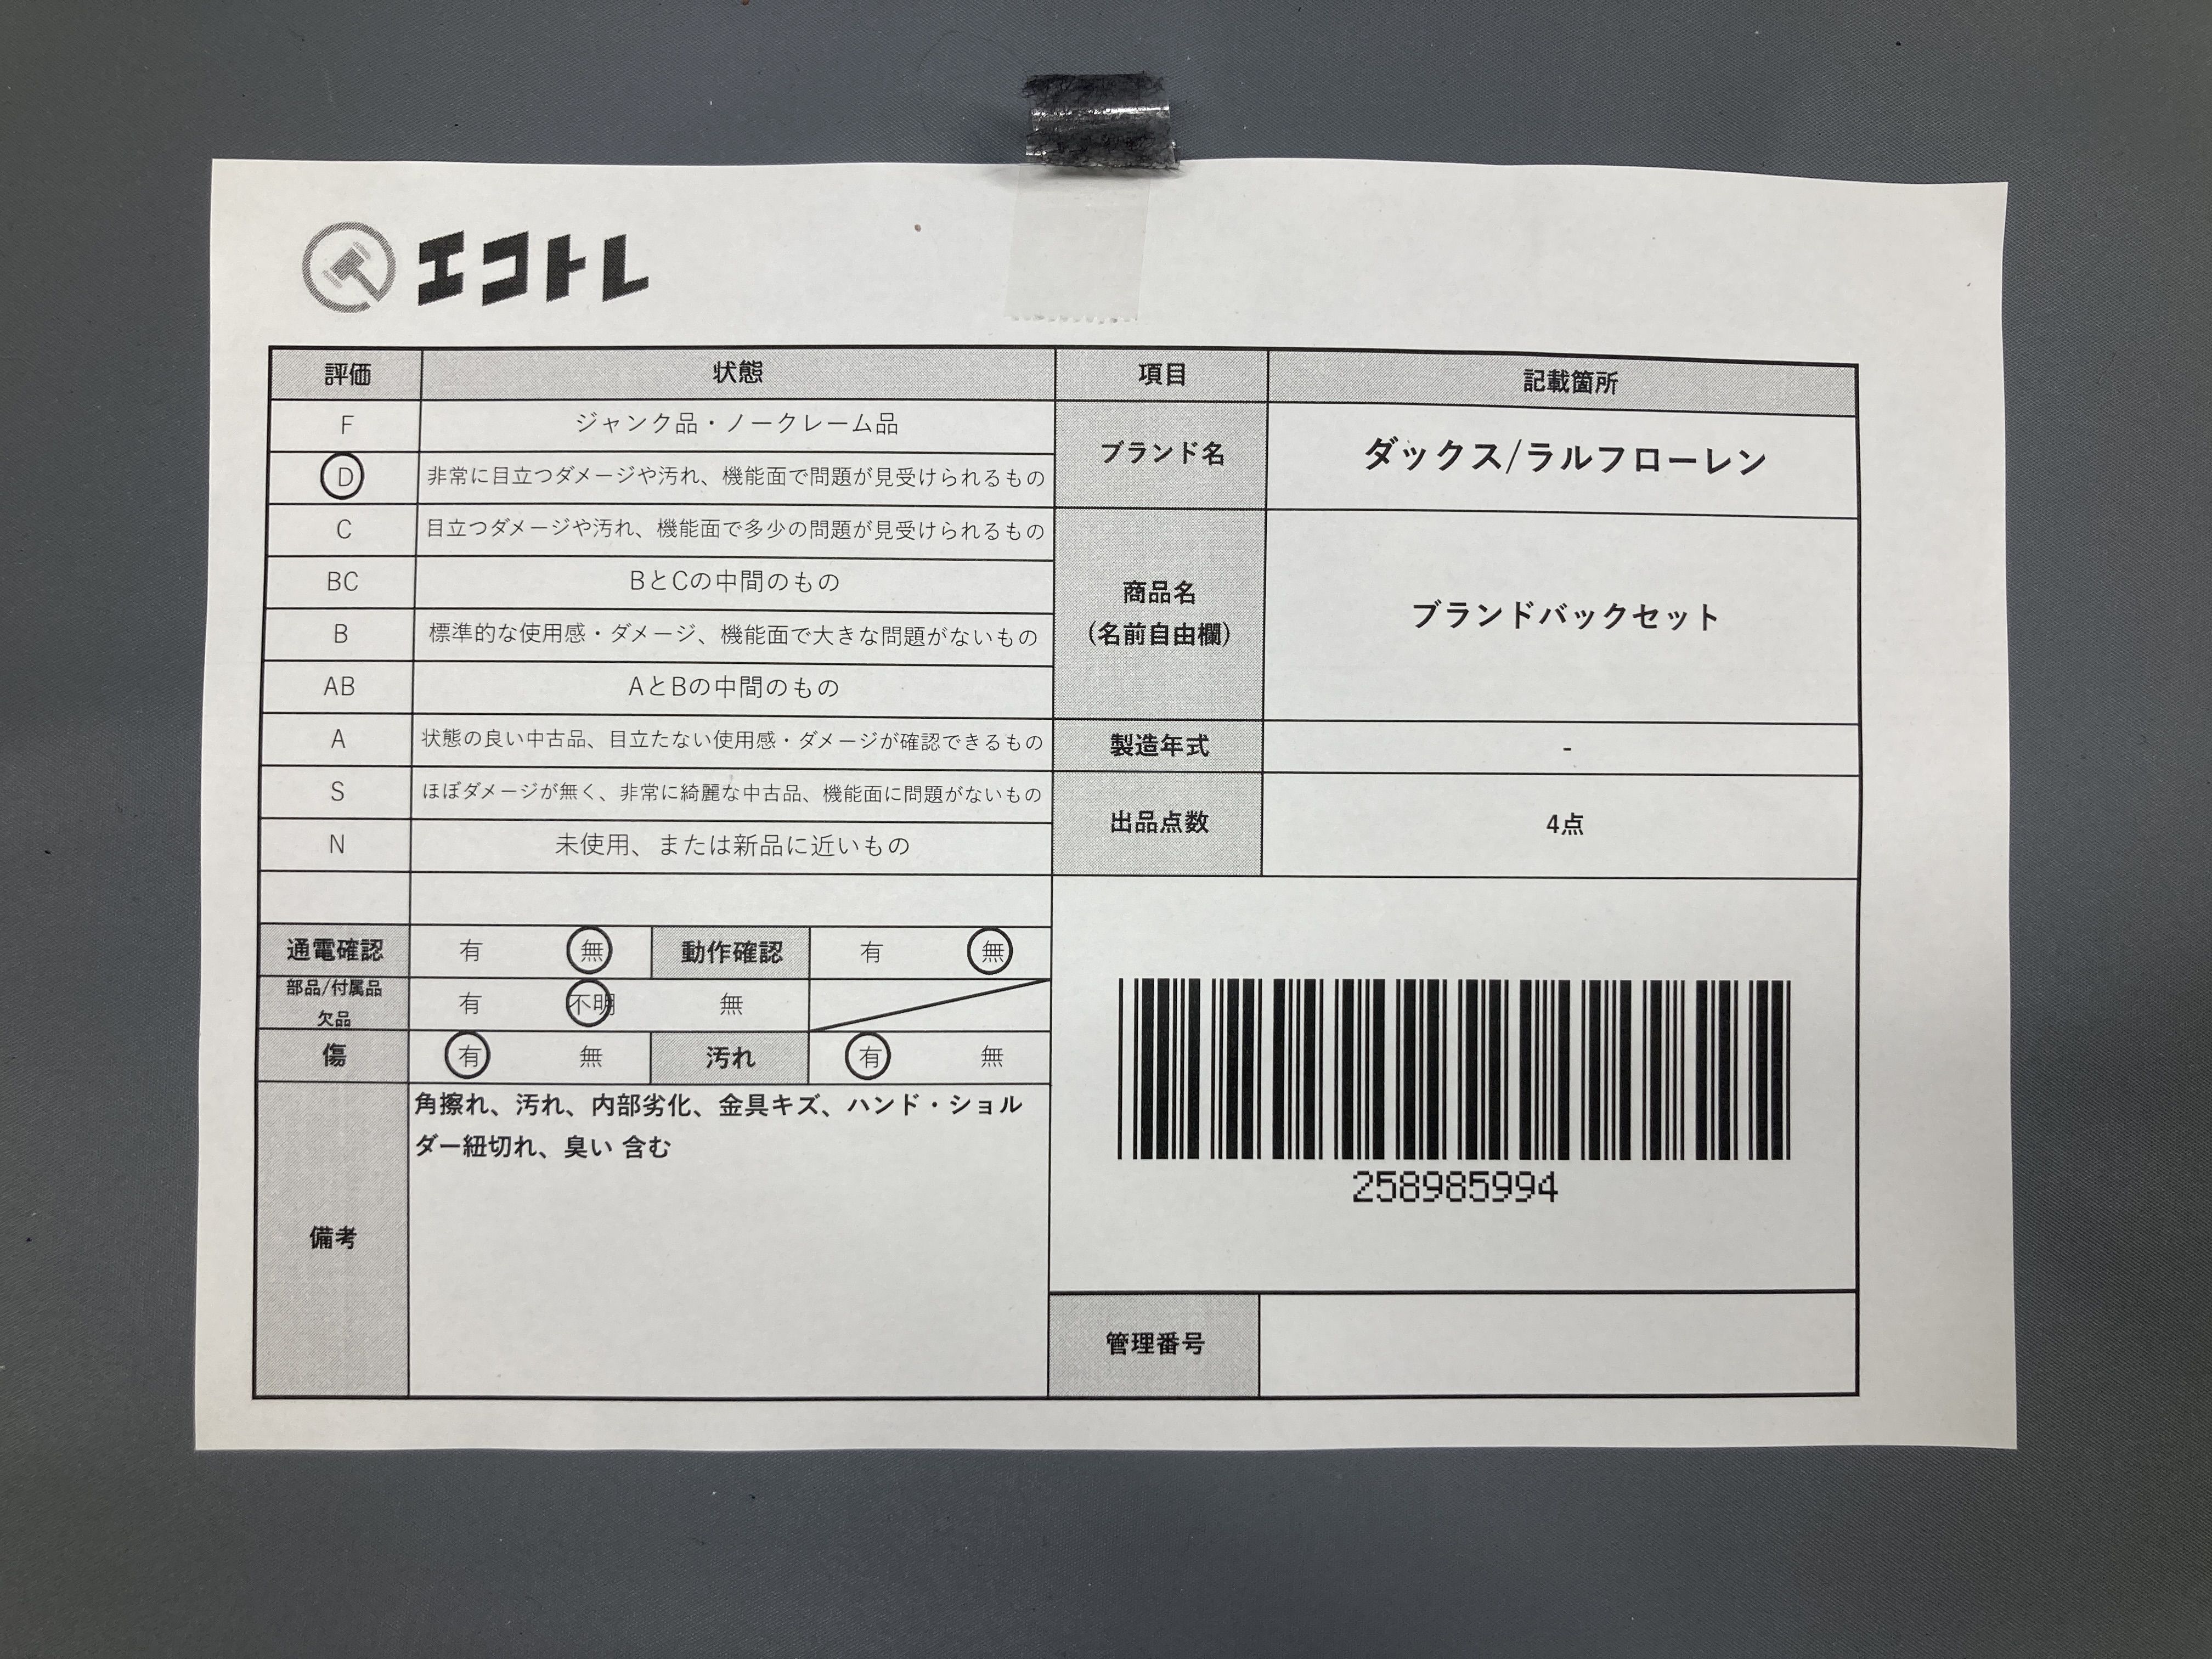 エコトレ
評価 状態 項目 記載箇所
F ジャンク品・ノークレーム品
D 非常に目立つダメージや汚れ、機能面で問題が見受けられるもの
ブランド名 ダックス/ラルフローレン
C 目立つダメージや汚れ、機能面で多少の問題が見受けられるもの
BC BとCの中間のもの
B 標準的な使用感・ダメージ、機能面で大きな問題がないもの
AB AとBの中間のもの
商品名
(名前自由欄)
ブランドバックセット
A 状態の良い中古品、目立たない使用感・ダメージが確認できるもの
製造年式 -
S ほぼダメージが無く、非常に綺麗な中古品、機能面に問題がないもの
N 未使用、または新品に近いもの
出品点数 4点
通電確認 有 無 動作確認 有 無
部品/付属品
欠品
有 不明 無
傷 有 無 汚れ 有 無
備考
角擦れ、汚れ、内部劣化、金具キズ、ハンド・ショル
ダー紐切れ、臭い 含む
258985994
管理番号